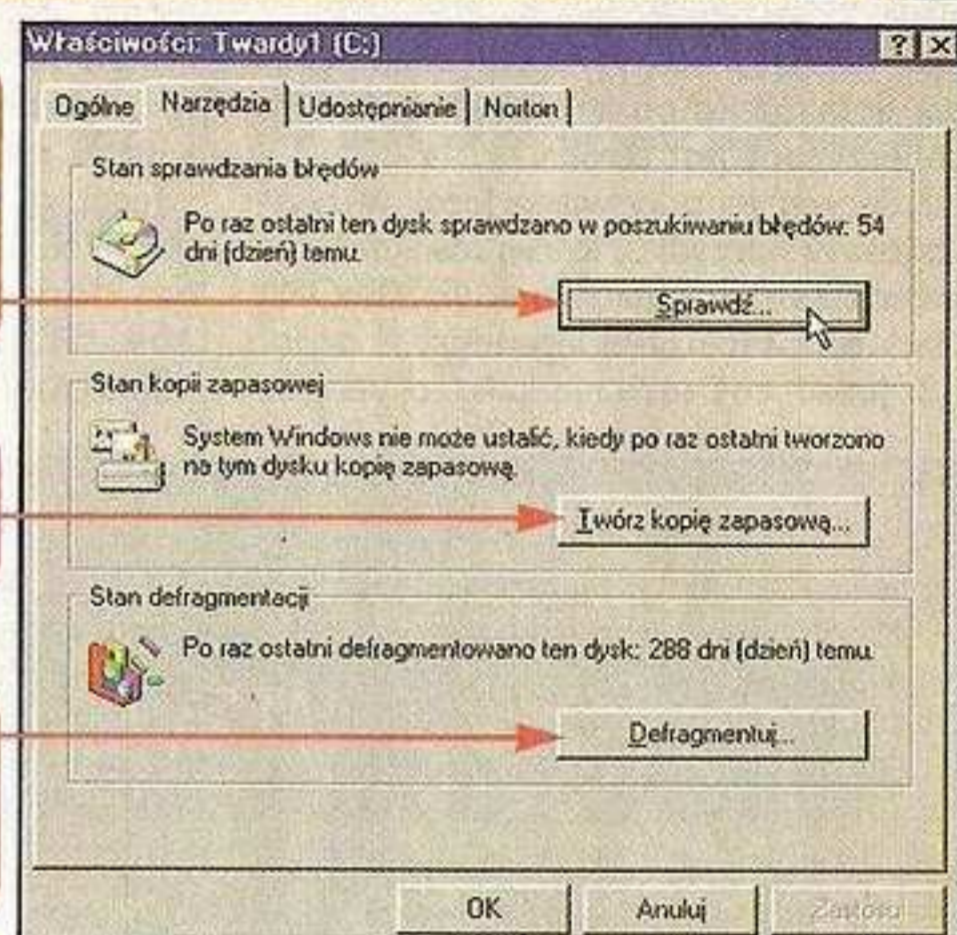 Właściwości: Twardy1 (C:)
Ogólne Narzędzia Udostępnianie Norton
Stan sprawdzania błędów
Po raz ostatni ten dysk sprawdzano w poszukiwaniu błędów: 54
dni (dzień) temu.
Sprawdź...
Stan kopii zapasowej
System Windows nie może ustalić, kiedy po raz ostatni tworzono
na tym dysku kopię zapasową.
Twórz kopię zapasową...
Stan defragmentacji
Po raz ostatni defragmentowano ten dysk: 288 dni (dzień) temu.
Defragmentuj...
OK Anuluj